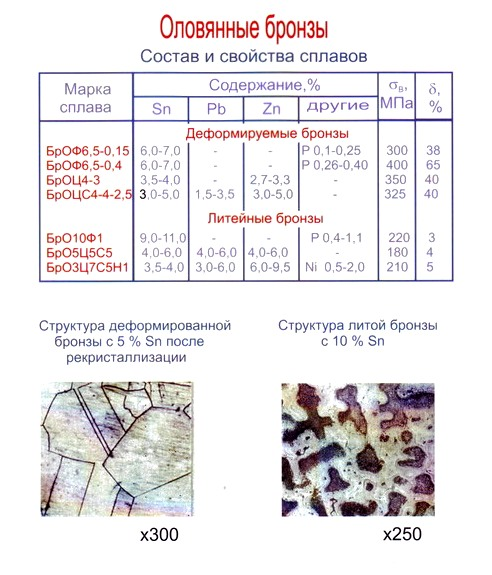 Оловянные бронзы
Состав и свойства сплавов
Марка сплава Содержание,% σв, МПа δ, %
Sn Pb Zn другие
Деформируемые бронзы
БрОФ6,5-0,15 6,0-7,0 - - P 0,1-0,25 300 38
БрОФ6,5-0,4 6,0-7,0 - - P 0,26-0,40 400 65
БрОЦ4-3 3,5-4,0 - 2,7-3,3 - 350 40
БрОЦС4-4-2,5 3,0-5,0 1,5-3,5 3,0-5,0 - 325 40
Литейные бронзы
БрО10Ф1 9,0-11,0 - - P 0,4-1,1 220 3
БрО5Ц5С5 4,0-6,0 4,0-6,0 4,0-6,0 - 180 4
БрО3Ц7С5Н1 3,5-4,0 3,0-6,0 6,0-9,5 Ni 0,5-2,0 210 5
Структура деформированной
бронзы с 5 % Sn после
рекристаллизации
x300
Структура литой бронзы
с 10 % Sn
x250